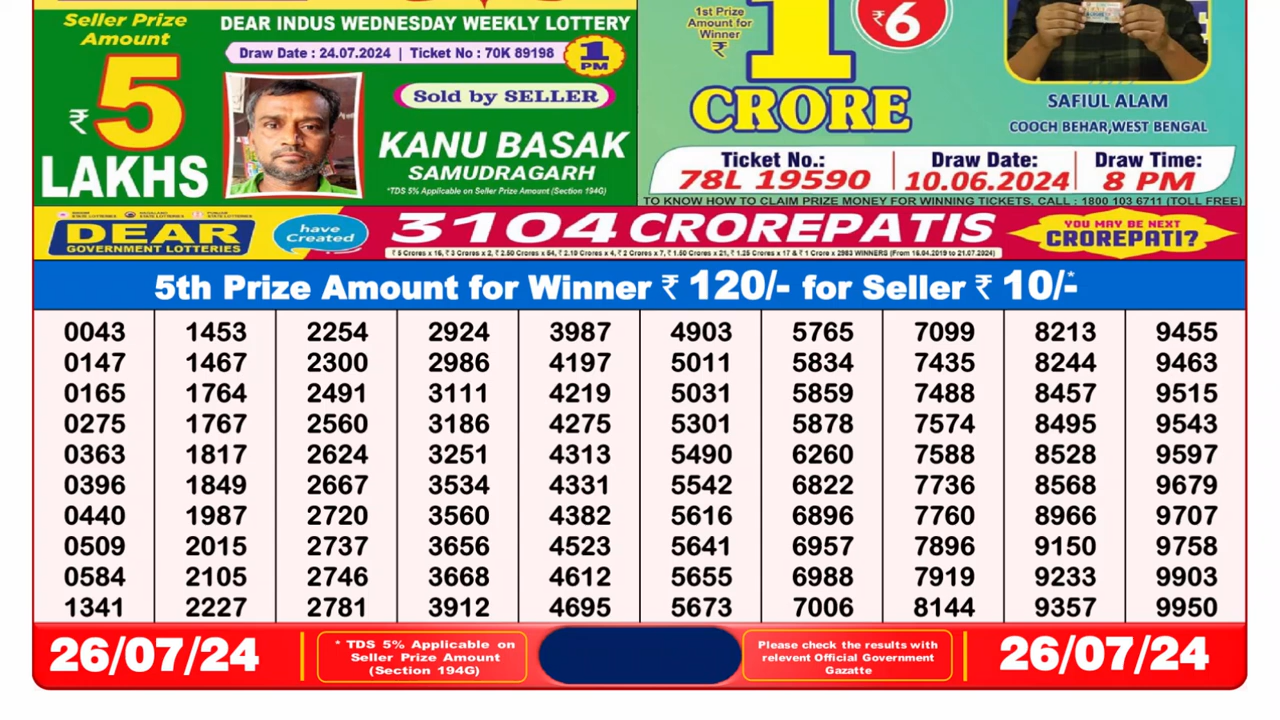 Seller Prize
Amount
₹ 5
LAKHS
DEAR INDUS WEDNESDAY WEEKLY LOTTERY
Draw Date : 24.07.2024 | Ticket No : 70K 89198
1
PM
Sold by SELLER
KANU BASAK
SAMUDRAGARH
*TDS 5% Applicable on Seller Prize Amount (Section 194G)
1st Prize
Amount for
Winner
₹
1
CRORE
₹6
SAFIUL ALAM
COOCH BEHAR,WEST BENGAL
Ticket No.: Draw Date: Draw Time:
78L 19590 10.06.2024 8 PM
TO KNOW HOW TO CLAIM PRIZE MONEY FOR WINNING TICKETS, CALL : 1800 103 6711 (TOLL FREE)
DEAR
GOVERNMENT LOTTERIES
have
Created
3104 CROREPATIS
YOU MAY BE NEXT
CROREPATI?
5th Prize Amount for Winner ₹ 120/- for Seller ₹ 10/-*
0043 1453 2254 2924 3987 4903 5765 7099 8213 9455
0147 1467 2300 2986 4197 5011 5834 7435 8244 9463
0165 1764 2491 3111 4219 5031 5859 7488 8457 9515
0275 1767 2560 3186 4275 5301 5878 7574 8495 9543
0363 1817 2624 3251 4313 5490 6260 7588 8528 9597
0396 1849 2667 3534 4331 5542 6822 7736 8568 9679
0440 1987 2720 3560 4382 5616 6896 7760 8966 9707
0509 2015 2737 3656 4523 5641 6957 7896 9150 9758
0584 2105 2746 3668 4612 5655 6988 7919 9233 9903
1341 2227 2781 3912 4695 5673 7006 8144 9357 9950
26/07/24
* TDS 5% Applicable on
Seller Prize Amount
(Section 194G)
Please check the results with
relevent Official Government
Gazatte
26/07/24